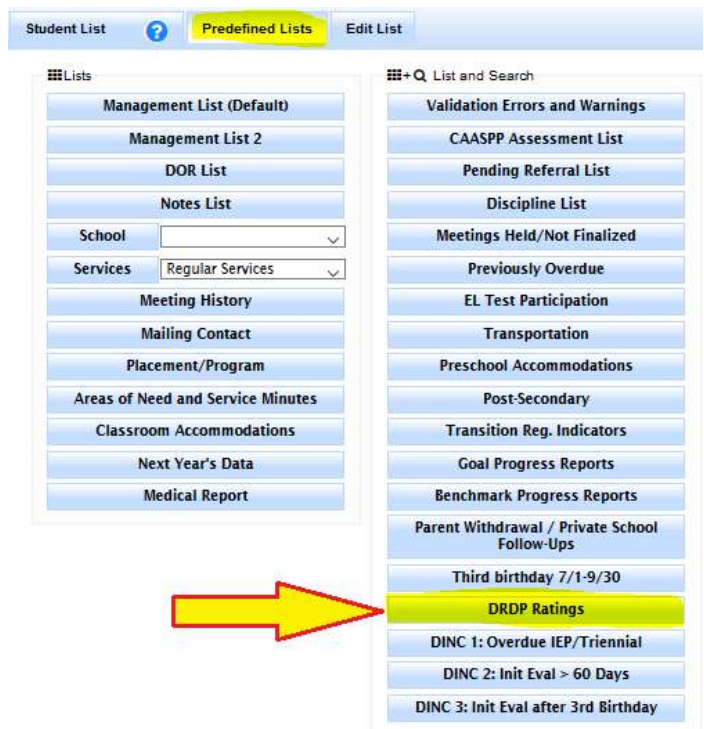 Student List ? Predefined Lists Edit List
Lists
Management List (Default)
Management List 2
DOR List
Notes List
School
Services Regular Services
Meeting History
Mailing Contact
Placement/Program
Areas of Need and Service Minutes
Classroom Accommodations
Next Year's Data
Medical Report
+ List and Search
Validation Errors and Warnings
CAASPP Assessment List
Pending Referral List
Discipline List
Meetings Held/Not Finalized
Previously Overdue
EL Test Participation
Transportation
Preschool Accommodations
Post-Secondary
Transition Reg. Indicators
Goal Progress Reports
Benchmark Progress Reports
Parent Withdrawal / Private School
Follow-Ups
Third birthday 7/1-9/30
DRDP Ratings
DINC 1: Overdue IEP/Triennial
DINC 2: Init Eval > 60 Days
DINC 3: Init Eval after 3rd Birthday